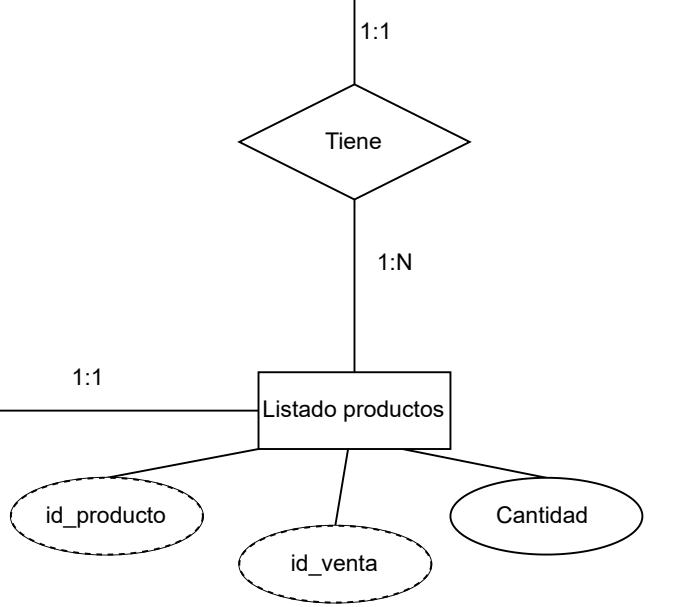 1:1
Tiene
1:N
1:1
Listado productos
id_producto
Cantidad
id_venta